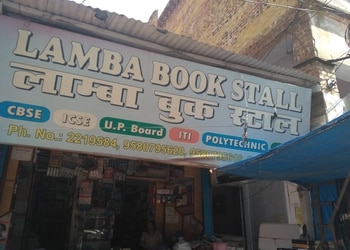 LAMBA BOOK STALL
लाम्बा बुक स्टाल
CBSE ICSE U.P. Board ITI POLYTECHNIC
Ph. No.: 2219584,